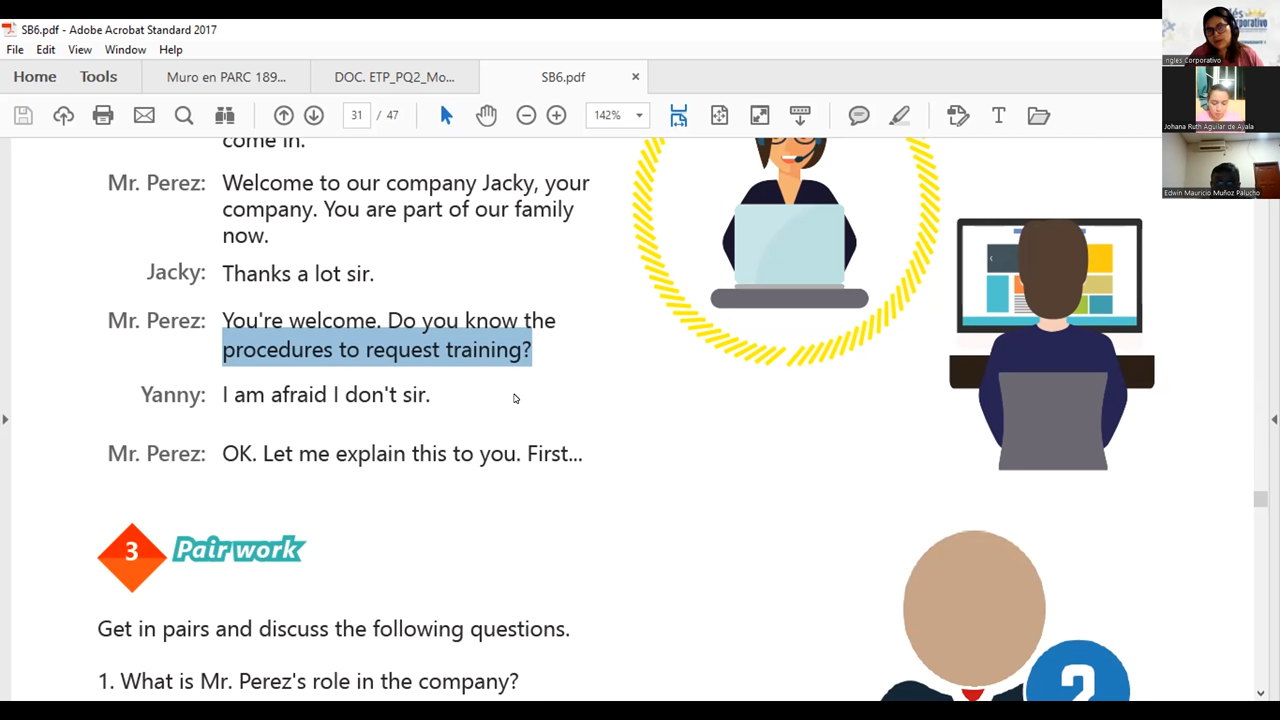 SB6.pdf - Adobe Acrobat Standard 2017
File Edit View Window Help
Home Tools Muro en PARC 189... DOC. ETP_PQ2_Mo... SB6.pdf ×
31 / 47 142%
come in.
Mr. Perez: Welcome to our company Jacky, your
company. You are part of our family
now.
Jacky: Thanks a lot sir.
Mr. Perez: You're welcome. Do you know the
procedures to request training?
Yanny: I am afraid I don't sir.
Mr. Perez: OK. Let me explain this to you. First...
3 Pair work
Get in pairs and discuss the following questions.
1. What is Mr. Perez's role in the company?
?
Ingles Corporativo
Johana Ruth Aguilar de Ayala
Edwin Mauricio Muñoz Palucho